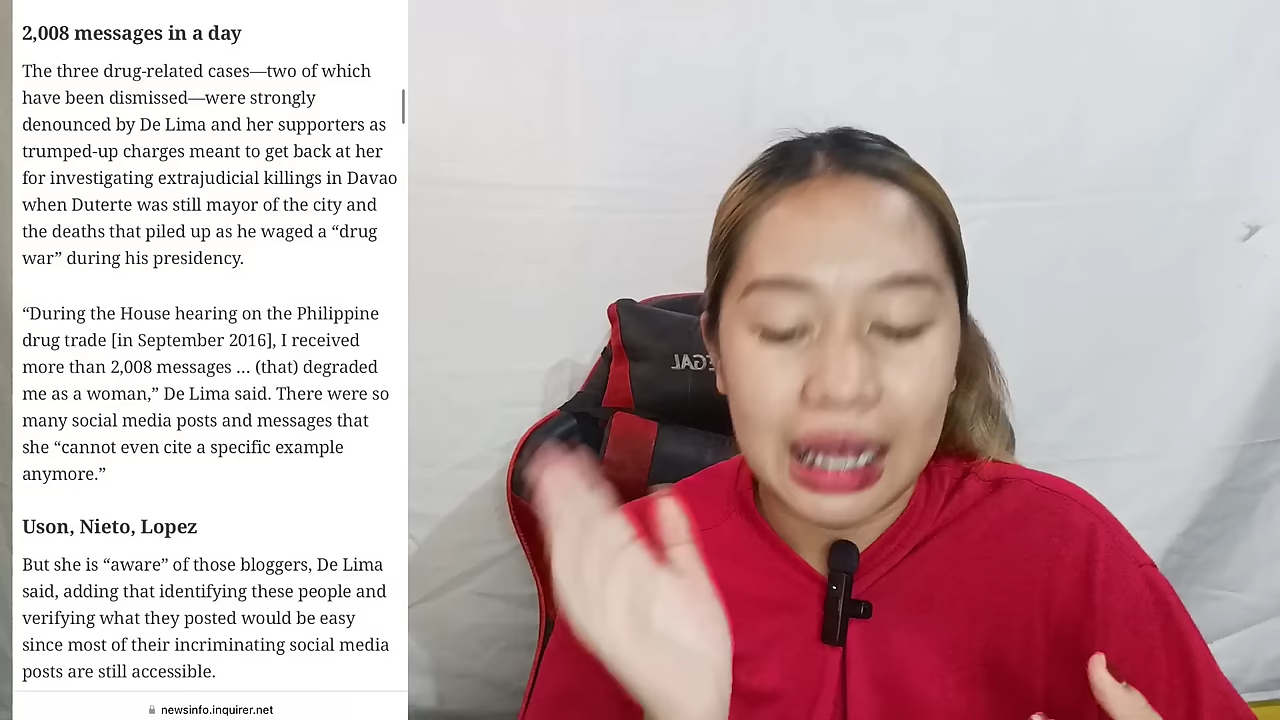 2,008 messages in a day
The three drug-related cases—two of which
have been dismissed—were strongly
denounced by De Lima and her supporters as
trumped-up charges meant to get back at her
for investigating extrajudicial killings in Davao
when Duterte was still mayor of the city and
the deaths that piled up as he waged a “drug
war” during his presidency.
“During the House hearing on the Philippine
drug trade [in September 2016], I received
more than 2,008 messages … (that) degraded
me as a woman,” De Lima said. There were so
many social media posts and messages that
she “cannot even cite a specific example
anymore.”
Uson, Nieto, Lopez
But she is “aware” of those bloggers, De Lima
said, adding that identifying these people and
verifying what they posted would be easy
since most of their incriminating social media
posts are still accessible.
newsinfo.inquirer.net